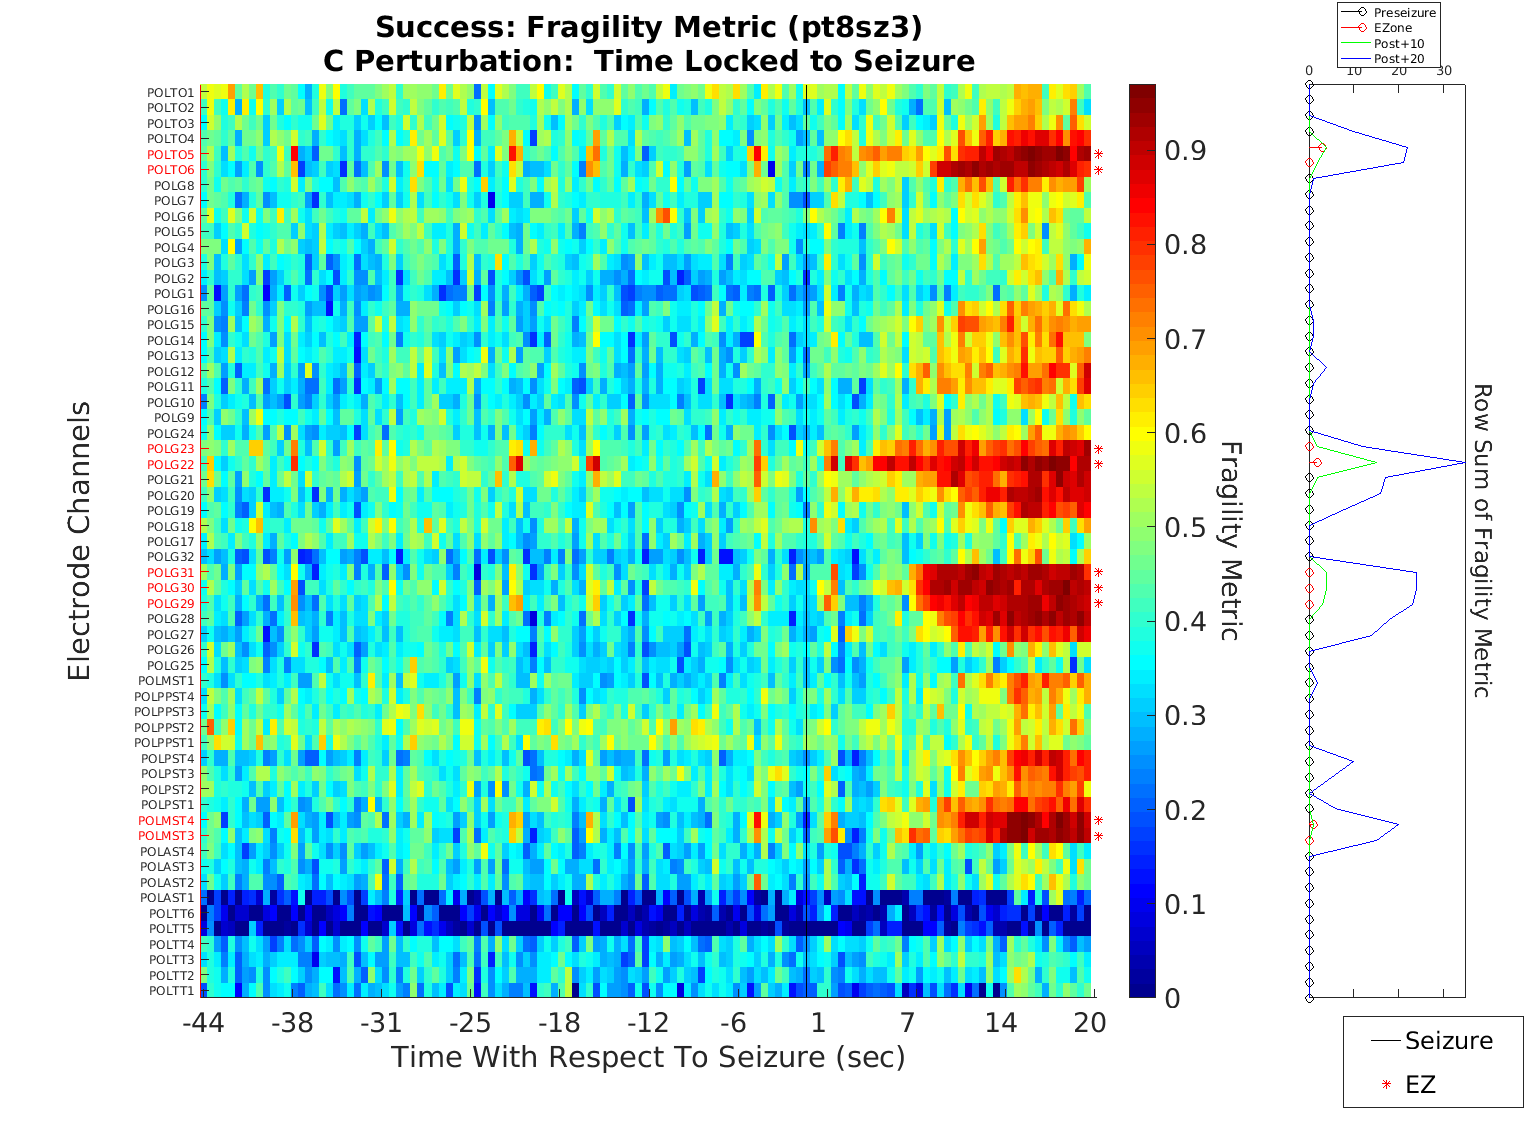 Success: Fragility Metric (pt8sz3)
C Perturbation: Time Locked to Seizure
Preseizure
EZone
Post+10
Post+20
0 10 20 30
POLTO1
POLTO2
POLTO3
POLTO4
POLTO5
POLTO6
POLG8
POLG7
POLG6
POLG5
POLG4
POLG3
POLG2
POLG1
POLG16
POLG15
POLG14
POLG13
POLG12
POLG11
POLG10
POLG9
POLG24
POLG23
POLG22
POLG21
POLG20
POLG19
POLG18
POLG17
POLG32
POLG31
POLG30
POLG29
POLG28
POLG27
POLG26
POLG25
POLMST1
POLPPST4
POLPPST3
POLPPST2
POLPPST1
POLPST4
POLPST3
POLPST2
POLPST1
POLMST4
POLMST3
POLAST4
POLAST3
POLAST2
POLAST1
POLTT6
POLTT5
POLTT4
POLTT3
POLTT2
POLTT1
Electrode Channels
-44 -38 -31 -25 -18 -12 -6 1 7 14 20
Time With Respect To Seizure (sec)
0.9
0.8
0.7
0.6
0.5
0.4
0.3
0.2
0.1
0
Fragility Metric
Row Sum of Fragility Metric
Seizure
EZ